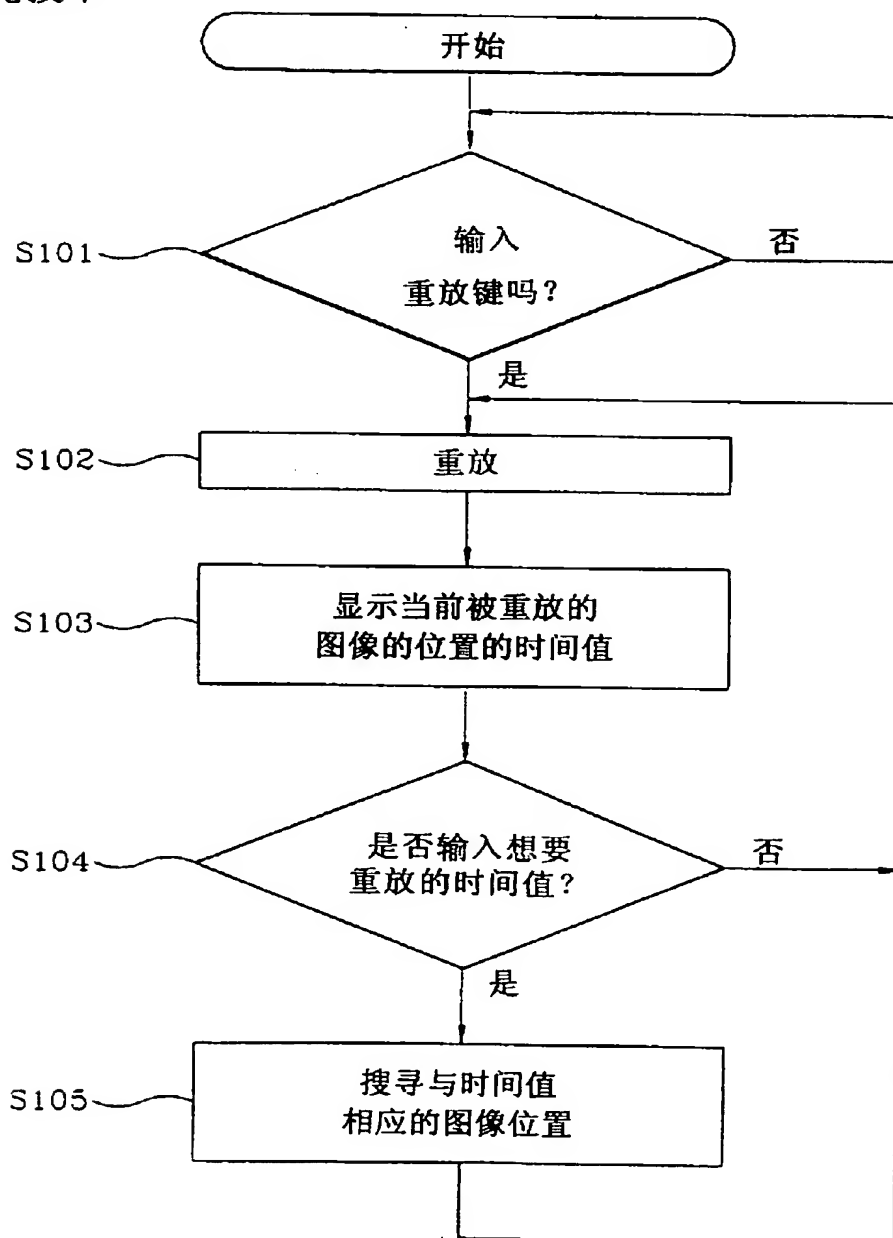 开始
S101
输入
重放键吗?
否
是
S102
重放
S103
显示当前被重放的
图像的位置的时间值
S104
是否输入想要
重放的时间值?
否
是
S105
搜寻与时间值
相应的图像位置